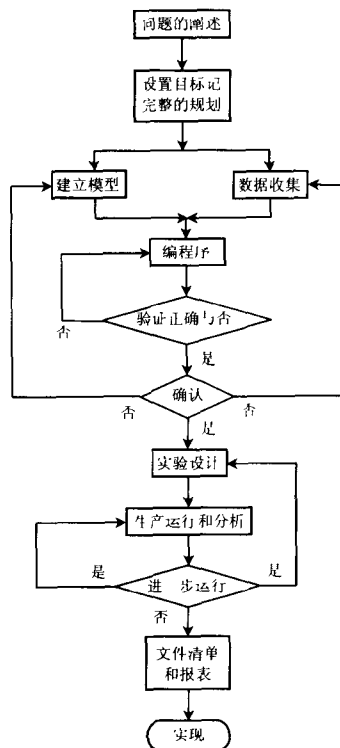 问题的阐述
设置目标记
完整的规划
建立模型
数据收集
编程序
验证正确与否
否
是
确认
否
否
是
实验设计
生产运行和分析
是
进 步运行
是
否
文件清单
和报表
实现